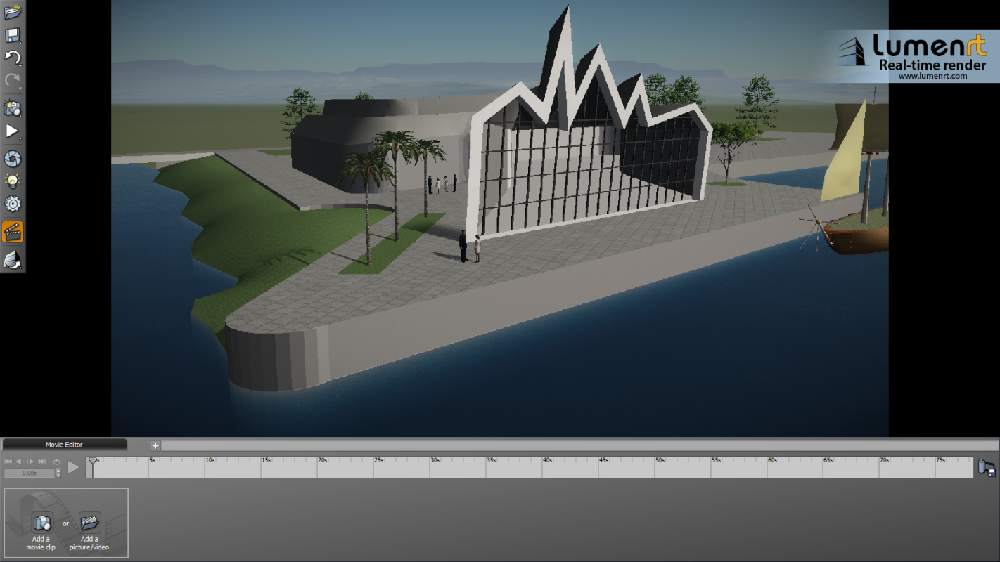 Lumenrt
Real-time render
www.lumenrt.com
Movie Editor
+
5s 10s 15s 20s 25s 30s 35s 40s 45s 50s 55s 60s 65s 70s 75s
0.00s
Add a
movie clip
or
Add a
picture/video